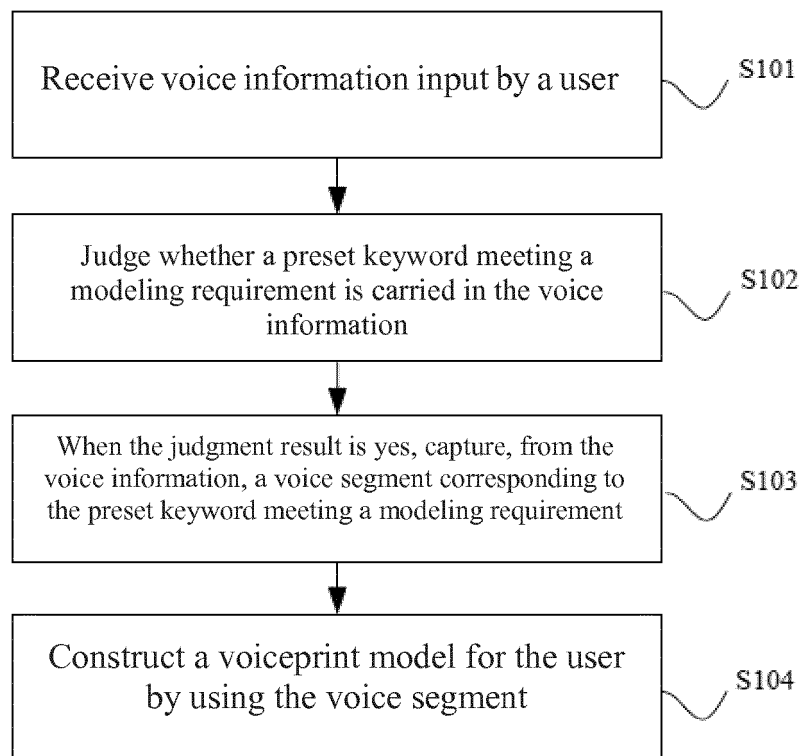 Receive voice information input by a user
S101
Judge whether a preset keyword meeting a
modeling requirement is carried in the voice
information
S102
When the judgment result is yes, capture, from the
voice information, a voice segment corresponding to
the preset keyword meeting a modeling requirement
S103
Construct a voiceprint model for the user
by using the voice segment
S104